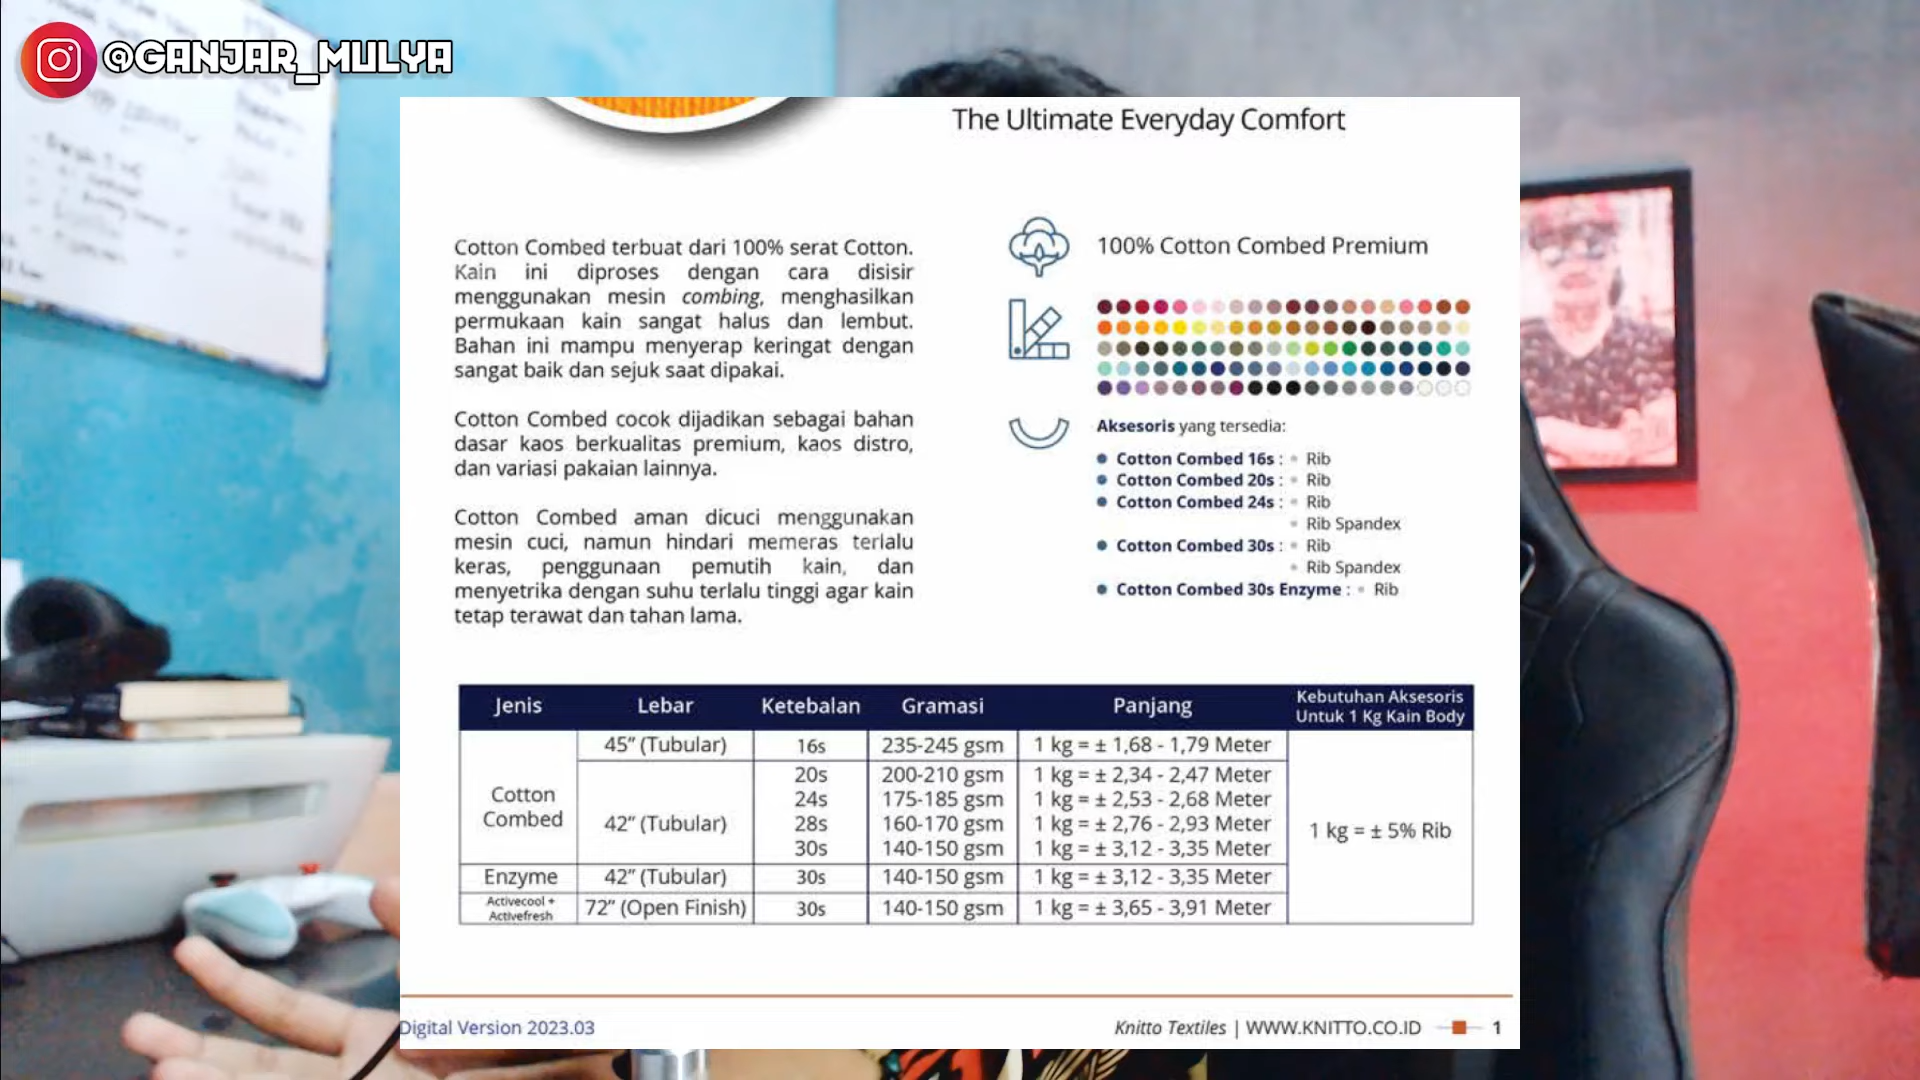 @GANJAR_MULYA
The Ultimate Everyday Comfort
Cotton Combed terbuat dari 100% serat Cotton.
Kain ini diproses dengan cara disisir
menggunakan mesin combing, menghasilkan
permukaan kain sangat halus dan lembut.
Bahan ini mampu menyerap keringat dengan
sangat baik dan sejuk saat dipakai.
Cotton Combed cocok dijadikan sebagai bahan
dasar kaos berkualitas premium, kaos distro,
dan variasi pakaian lainnya.
Cotton Combed aman dicuci menggunakan
mesin cuci, namun hindari memeras terlalu
keras, penggunaan pemutih kain, dan
menyetrika dengan suhu terlalu tinggi agar kain
tetap terawat dan tahan lama.
100% Cotton Combed Premium
Aksesoris yang tersedia:
Cotton Combed 16s : Rib
Cotton Combed 20s : Rib
Cotton Combed 24s : Rib
Rib Spandex
Cotton Combed 30s : Rib
Rib Spandex
Cotton Combed 30s Enzyme : Rib
Jenis Lebar Ketebalan Gramasi Panjang Kebutuhan Aksesoris Untuk 1 Kg Kain Body
Cotton Combed 45” (Tubular) 16s 235-245 gsm 1 kg = ± 1,68 - 1,79 Meter
42” (Tubular) 20s 200-210 gsm 1 kg = ± 2,34 - 2,47 Meter
24s 175-185 gsm 1 kg = ± 2,53 - 2,68 Meter
28s 160-170 gsm 1 kg = ± 2,76 - 2,93 Meter
30s 140-150 gsm 1 kg = ± 3,12 - 3,35 Meter
1 kg = ± 5% Rib
Enzyme 42” (Tubular) 30s 140-150 gsm 1 kg = ± 3,12 - 3,35 Meter
Activecool + Activefresh 72” (Open Finish) 30s 140-150 gsm 1 kg = ± 3,65 - 3,91 Meter
Digital Version 2023.03
Knitto Textiles | WWW.KNITTO.CO.ID 1